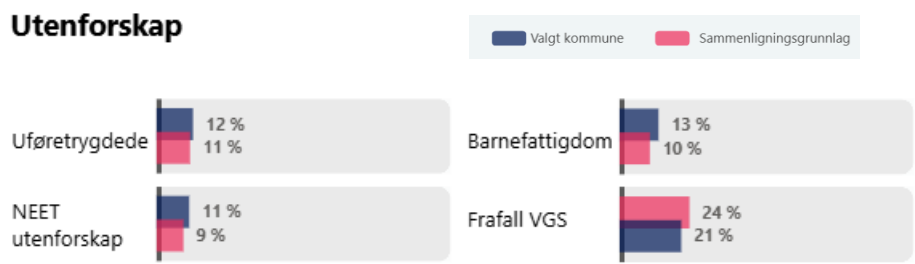 Utenforskap
Valgt kommune
Sammenligningsgrunnlag
Uføretrygdede
12 %
11 %
Barnefattigdom
13 %
10 %
NEET
utenforskap
11 %
9 %
Frafall VGS
24 %
21 %